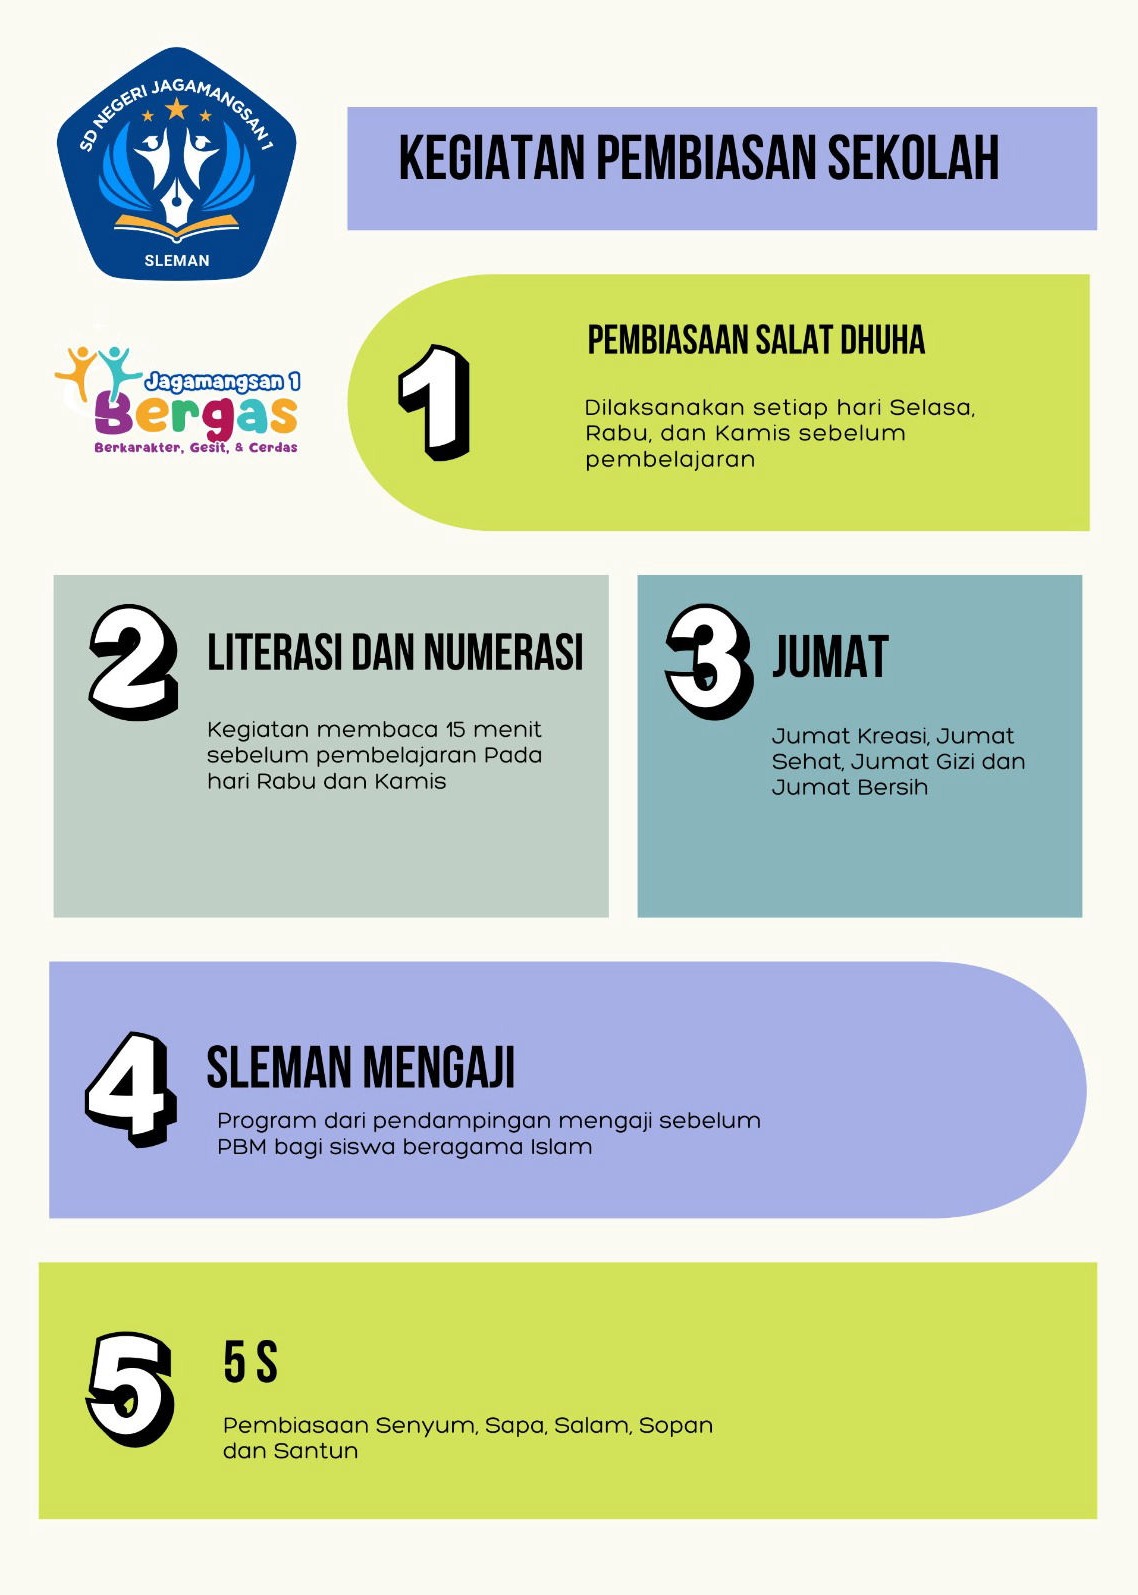 SD NEGERI JAGAMANGSAN 1
SLEMAN
KEGIATAN PEMBIASAN SEKOLAH
Jagamangsan 1
Bergas
Berkarakter, Gesit, & Cerdas
1
PEMBIASAAN SALAT DHUHA
Dilaksanakan setiap hari Selasa,
Rabu, dan Kamis sebelum
pembelajaran
2
LITERASI DAN NUMERASI
Kegiatan membaca 15 menit
sebelum pembelajaran Pada
hari Rabu dan Kamis
3
JUMAT
Jumat Kreasi, Jumat
Sehat, Jumat Gizi dan
Jumat Bersih
4
SLEMAN MENGAJI
Program dari pendampingan mengaji sebelum
PBM bagi siswa beragama Islam
5
5 S
Pembiasaan Senyum, Sapa, Salam, Sopan
dan Santun